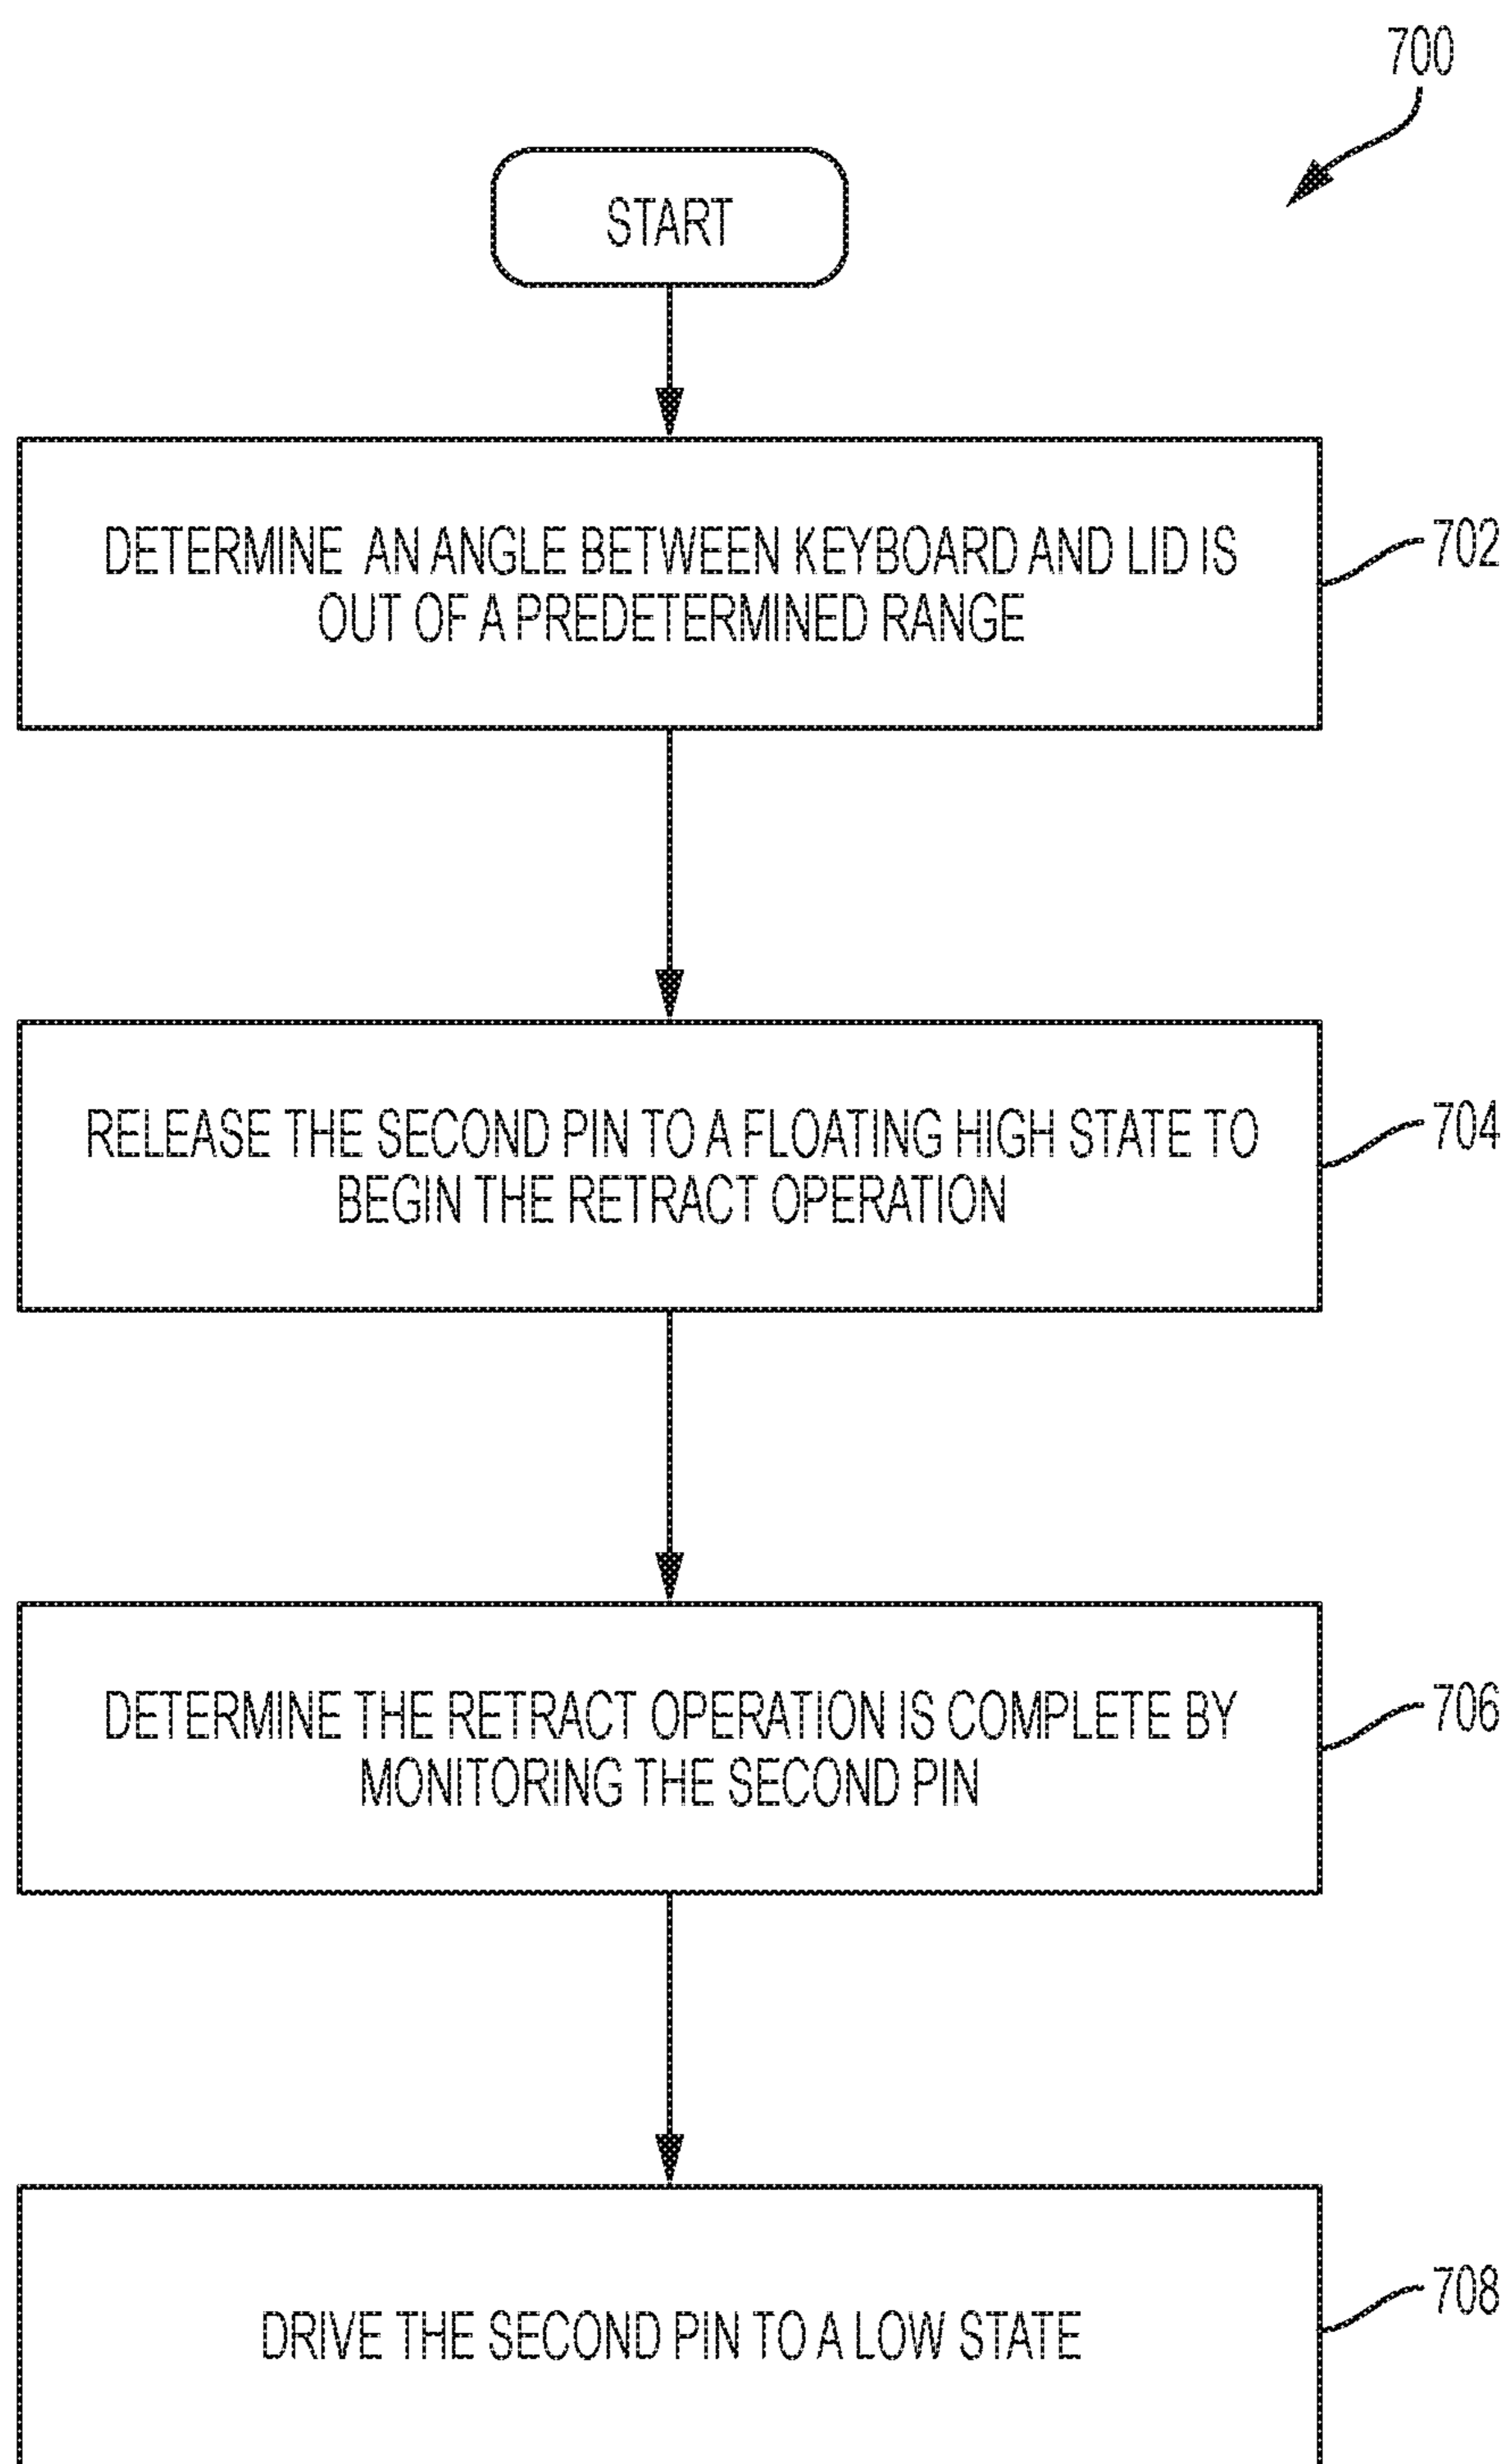 700
START
DETERMINE AN ANGLE BETWEEN KEYBOARD AND LID IS
OUT OF A PREDETERMINED RANGE
702
RELEASE THE SECOND PIN TO A FLOATING HIGH STATE TO
BEGIN THE RETRACT OPERATION
704
DETERMINE THE RETRACT OPERATION IS COMPLETE BY
MONITORING THE SECOND PIN
706
DRIVE THE SECOND PIN TO A LOW STATE
708